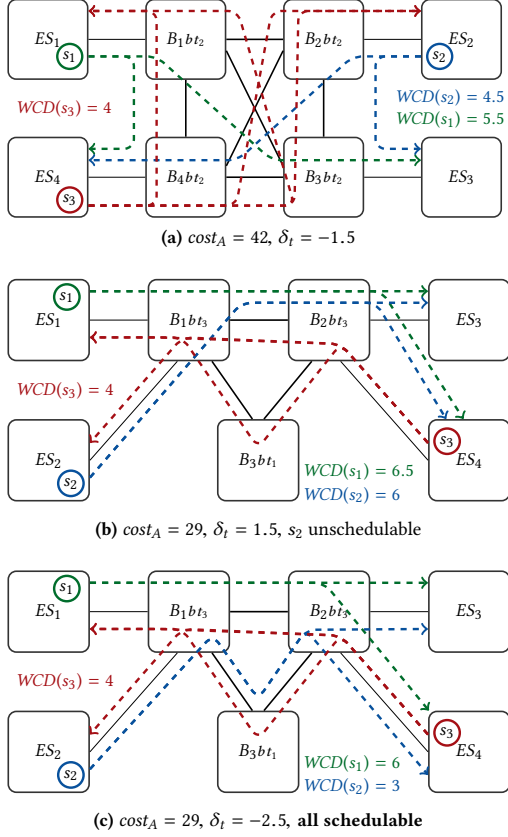 ES1 B1bt2 B2bt2 ES2
s1 s2
WCD(s3) = 4
WCD(s2) = 4.5
WCD(s1) = 5.5
ES4 B4bt2 B3bt2 ES3
s3
(a) costA = 42, δt = −1.5
s1
ES1 B1bt3 B2bt3 ES3
WCD(s3) = 4
s3
ES2 B3bt1 ES4
s2
WCD(s1) = 6.5
WCD(s2) = 6
(b) costA = 29, δt = 1.5, s2 unschedulable
s1
ES1 B1bt3 B2bt3 ES3
WCD(s3) = 4
s3
ES2 B3bt1 ES4
s2
WCD(s1) = 6
WCD(s2) = 3
(c) costA = 29, δt = −2.5, all schedulable